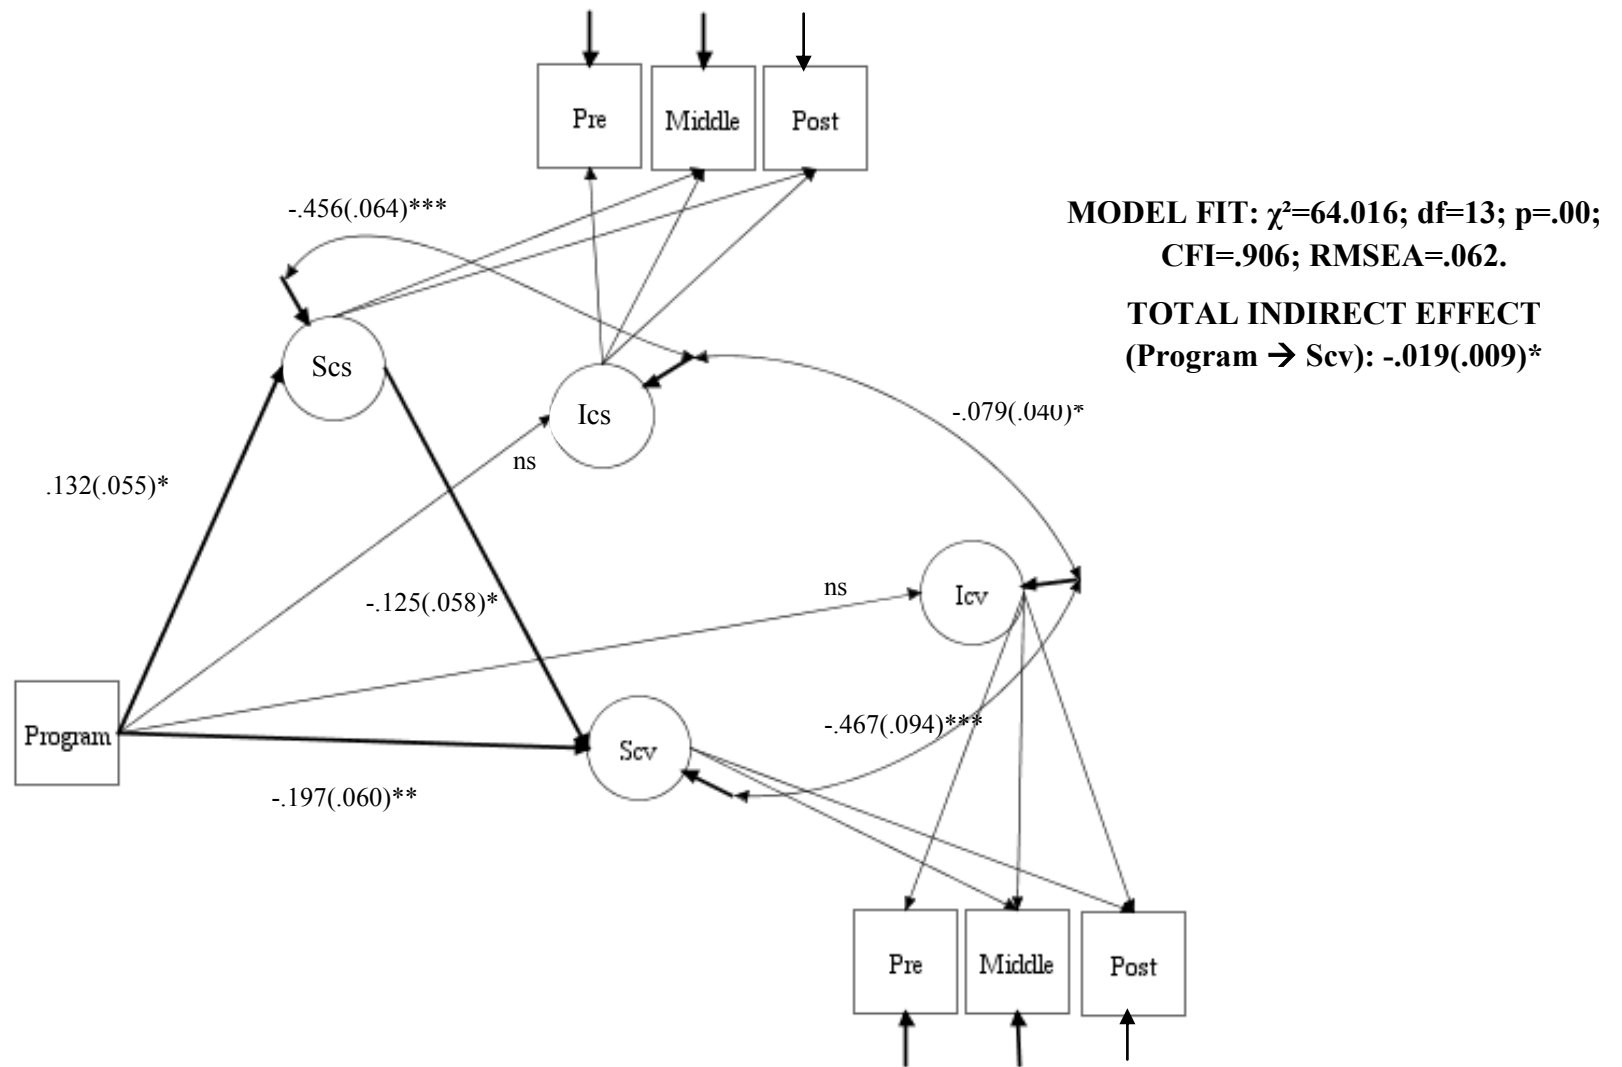 Pre
Middle
Post
-.456(.064)***
MODEL FIT: χ²=64.016; df=13; p=.00;
CFI=.906; RMSEA=.062.
TOTAL INDIRECT EFFECT
(Program → Scv): -.019(.009)*
Scs
Ics
-.079(.040)*
ns
.132(.055)*
-.125(.058)*
ns
Icv
Program
Scv
-.467(.094)***
-.197(.060)**
Pre
Middle
Post